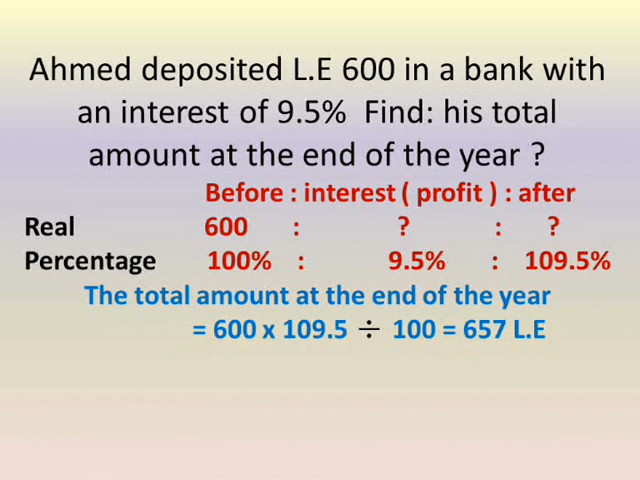 Ahmed deposited L.E 600 in a bank with
an interest of 9.5% Find: his total
amount at the end of the year ?
Before : interest ( profit ) : after
Real 600 : ? : ?
Percentage 100% : 9.5% : 109.5%
The total amount at the end of the year
= 600 x 109.5 ÷ 100 = 657 L.E